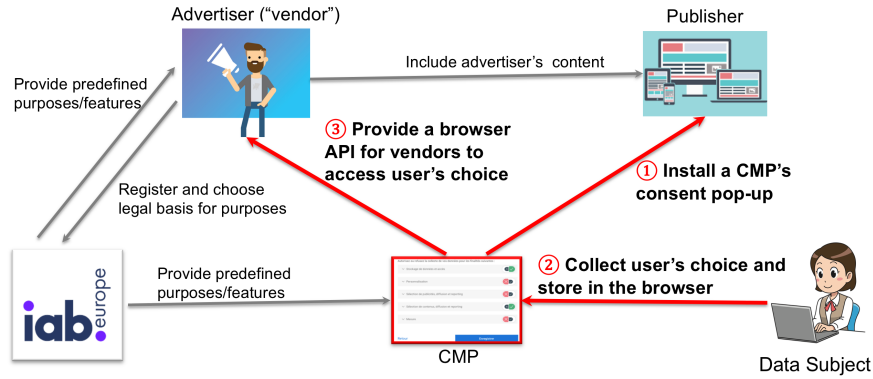 Advertiser (“vendor”)
Publisher
Include advertiser’s content
Provide predefined
purposes/features
③ Provide a browser
API for vendors to
access user’s choice
① Install a CMP’s
consent pop-up
Register and choose
legal basis for purposes
iab.
europe
Provide predefined
purposes/features
② Collect user’s choice and
store in the browser
CMP
Data Subject